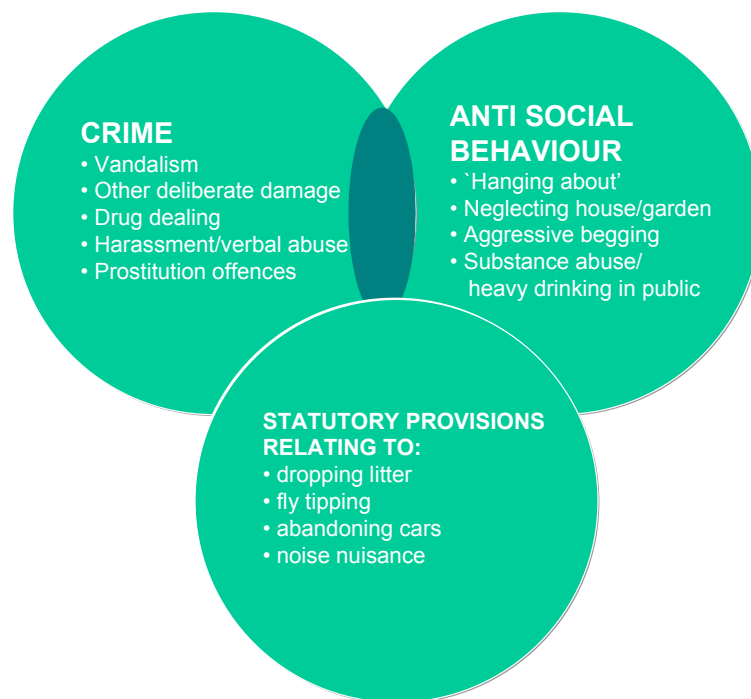 CRIME
• Vandalism
• Other deliberate damage
• Drug dealing
• Harassment/verbal abuse
• Prostitution offences
ANTI SOCIAL
BEHAVIOUR
• `Hanging about’
• Neglecting house/garden
• Aggressive begging
• Substance abuse/
heavy drinking in public
STATUTORY PROVISIONS
RELATING TO:
• dropping litter
• fly tipping
• abandoning cars
• noise nuisance